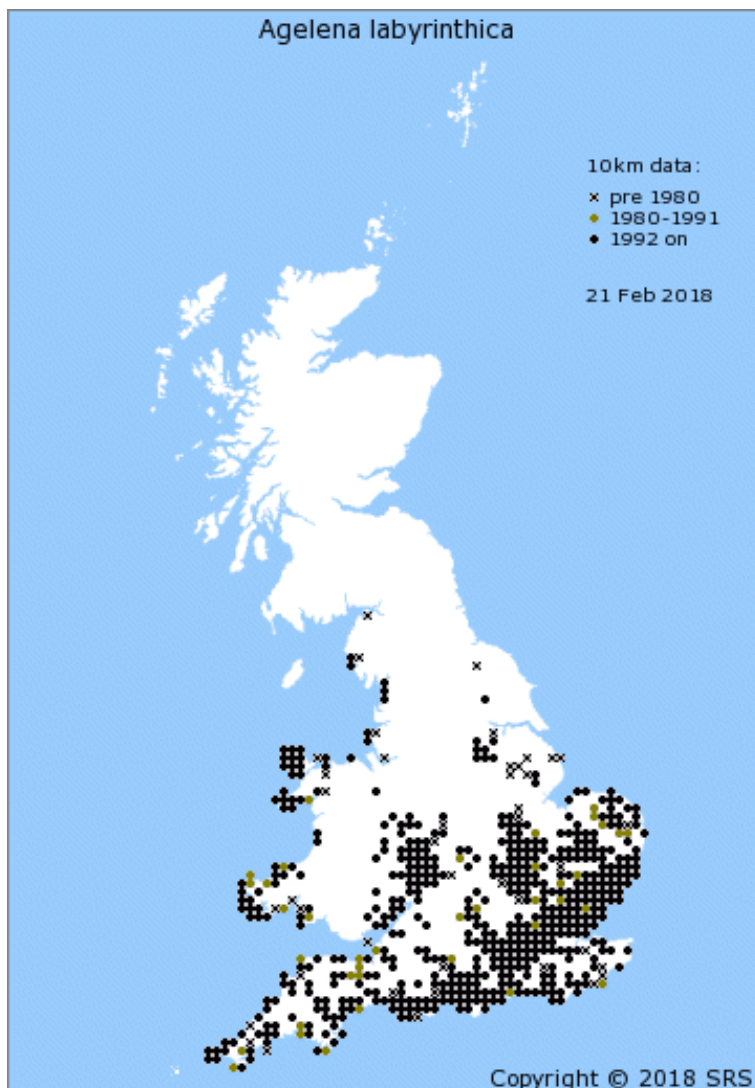 Agelena labyrinthica
10km data:
pre 1980
1980-1991
1992 on
21 Feb 2018
Copyright © 2018 SRS